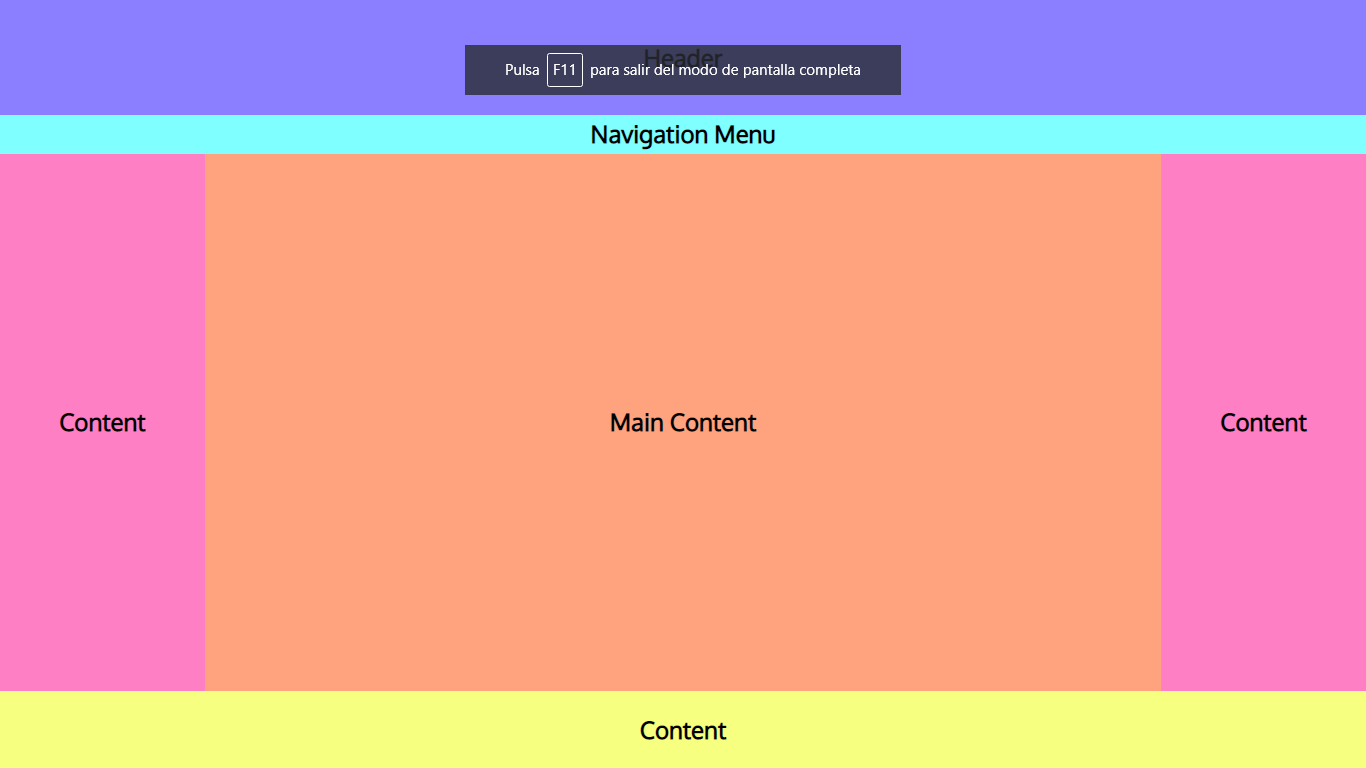 Header
Pulsa F11 para salir del modo de pantalla completa
Navigation Menu
Content
Main Content
Content
Content